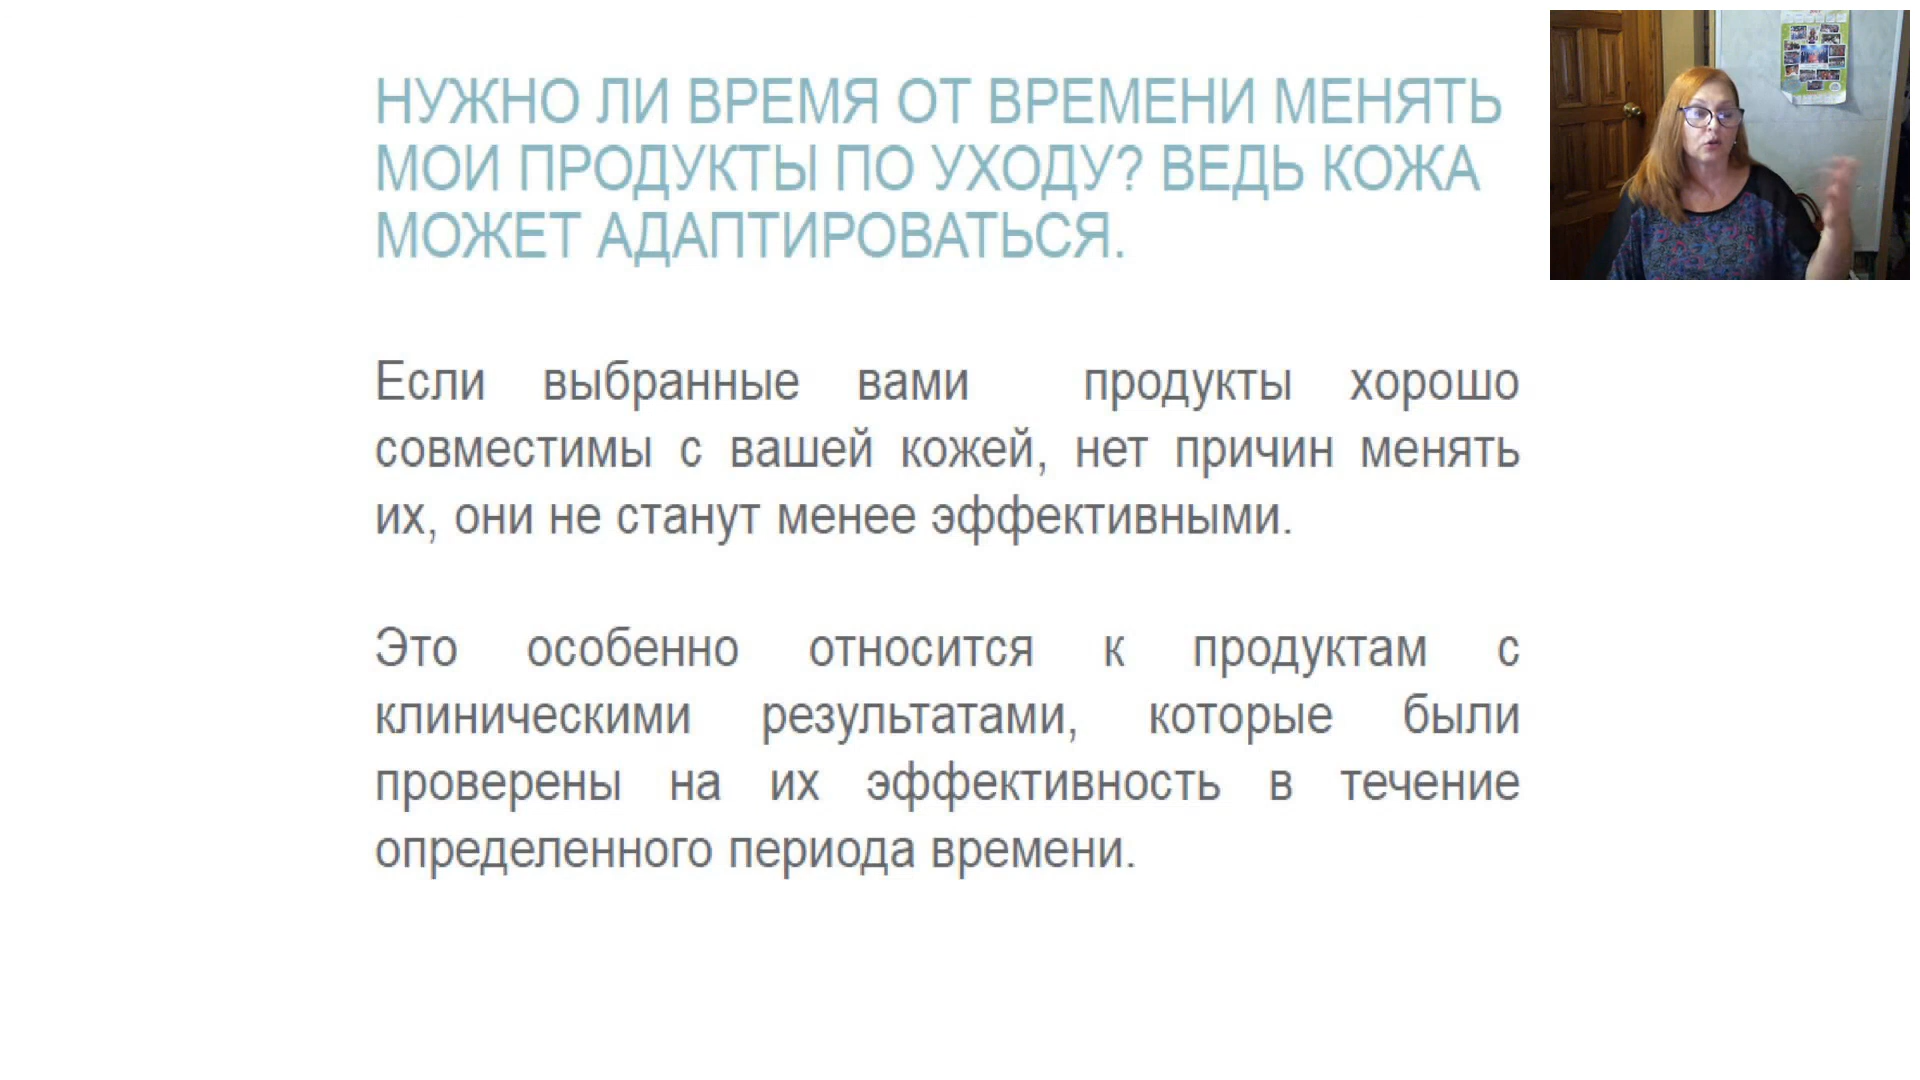 НУЖНО ЛИ ВРЕМЯ ОТ ВРЕМЕНИ МЕНЯТЬ
МОИ ПРОДУКТЫ ПО УХОДУ? ВЕДЬ КОЖА
МОЖЕТ АДАПТИРОВАТЬСЯ.
Если выбранные вами продукты хорошо
совместимы с вашей кожей, нет причин менять
их, они не станут менее эффективными.
Это особенно относится к продуктам с
клиническими результатами, которые были
проверены на их эффективность в течение
определенного периода времени.